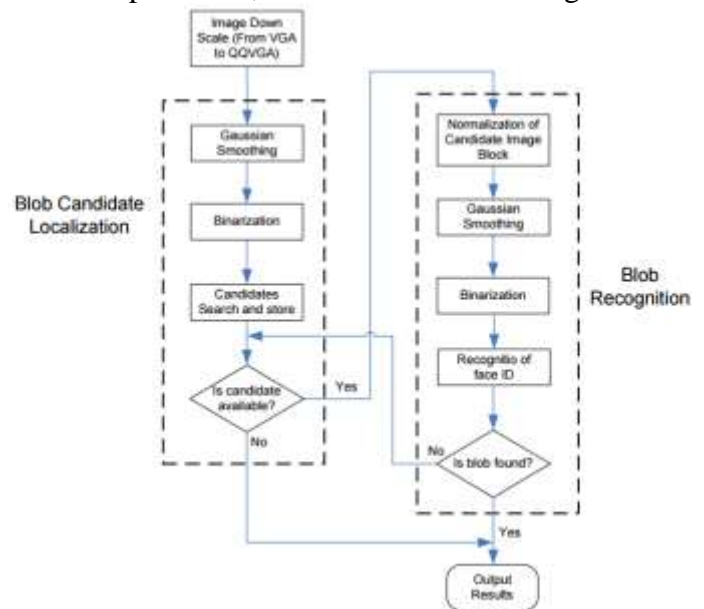 Image Down
Scale (From VGA
to QQVGA)
Blob Candidate
Localization
Gaussian
Smoothing
Binarization
Candidates
Search and store
Is candidate
available?
Yes
No
Normalization of
Candidate Image
Block
Gaussian
Smoothing
Binarization
Recognitio of
face ID
Is blob found?
No
Yes
Blob
Recognition
Output
Results